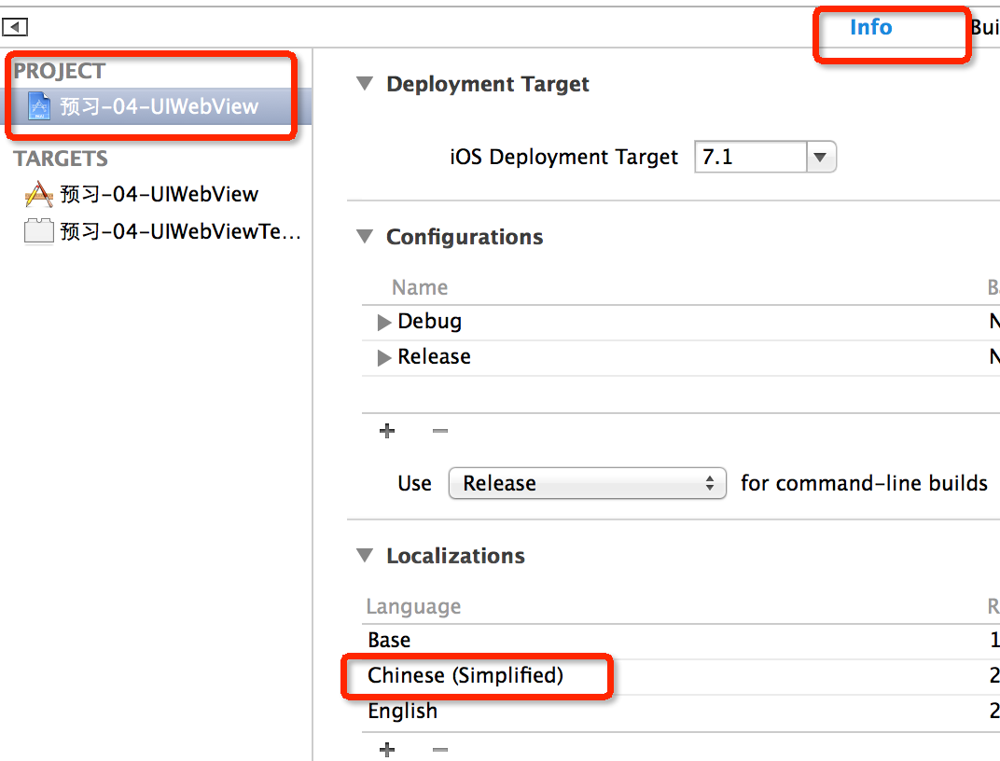 Info
Bui
PROJECT
预习-04-UIWebView
TARGETS
预习-04-UIWebView
预习-04-UIWebViewTe...
Deployment Target
iOS Deployment Target 7.1
Configurations
Name
Debug
Release
+ −
Use Release for command-line builds
Localizations
Language
Base 1
Chinese (Simplified) 2
English 2
+ −